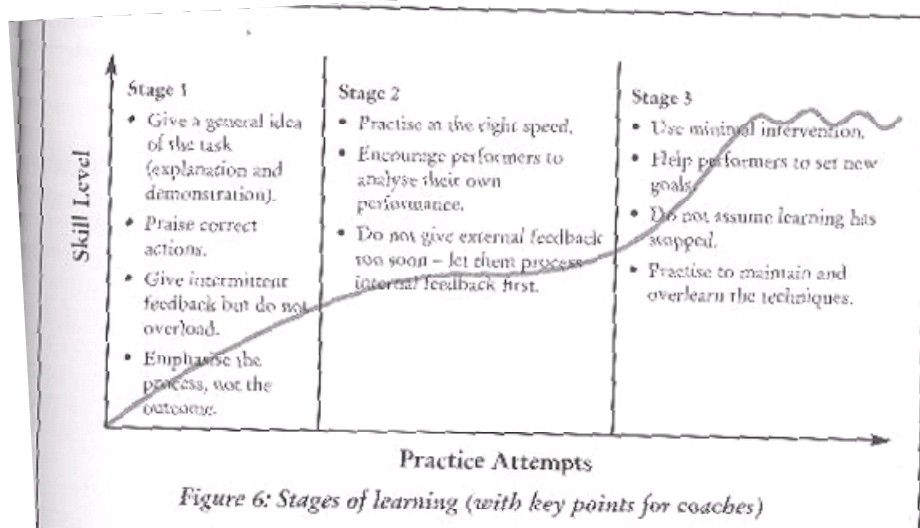 Stage 1
• Give a general idea
of the task
(explanation and
demonstration).
• Praise correct
actions.
• Give intermittent
feedback but do not
overload.
• Emphasise the
process, not the
outcome.
Stage 2
• Practise at the right speed.
• Encourage performers to
analyse their own
performance.
• Do not give external feedback
too soon – let them process
internal feedback first.
Stage 3
• Use minimal intervention.
• Help performers to set new
goals.
• Do not assume learning has
stopped.
• Practise to maintain and
overlearn the techniques.
Skill Level
Practice Attempts
Figure 6: Stages of learning (with key points for coaches)